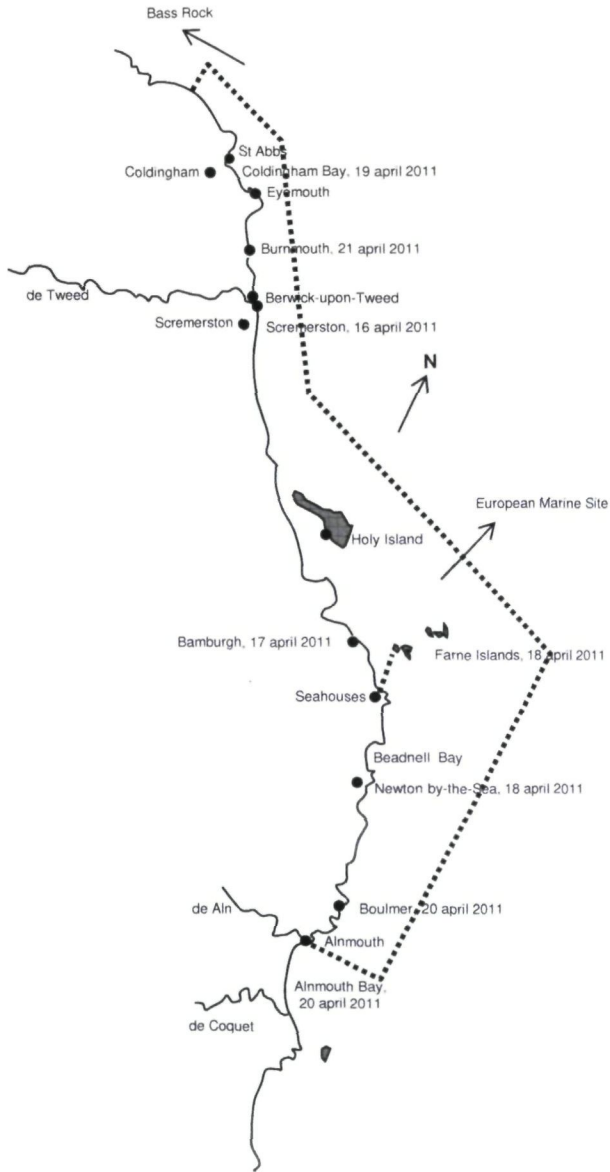 Bass Rock
St Abbs
Coldingham
Coldingham Bay, 19 april 2011
Eyemouth
Burnmouth, 21 april 2011
de Tweed
Berwick-upon-Tweed
Scremerston
Scremerston, 16 april 2011
N
European Marine Site
Holy Island
Bamburgh, 17 april 2011
Farne Islands, 18 april 2011
Seahouses
Beadnell Bay
Newton by-the-Sea, 18 april 2011
de Aln
Boulmer, 20 april 2011
Alnmouth
Alnmouth Bay,
20 april 2011
de Coquet